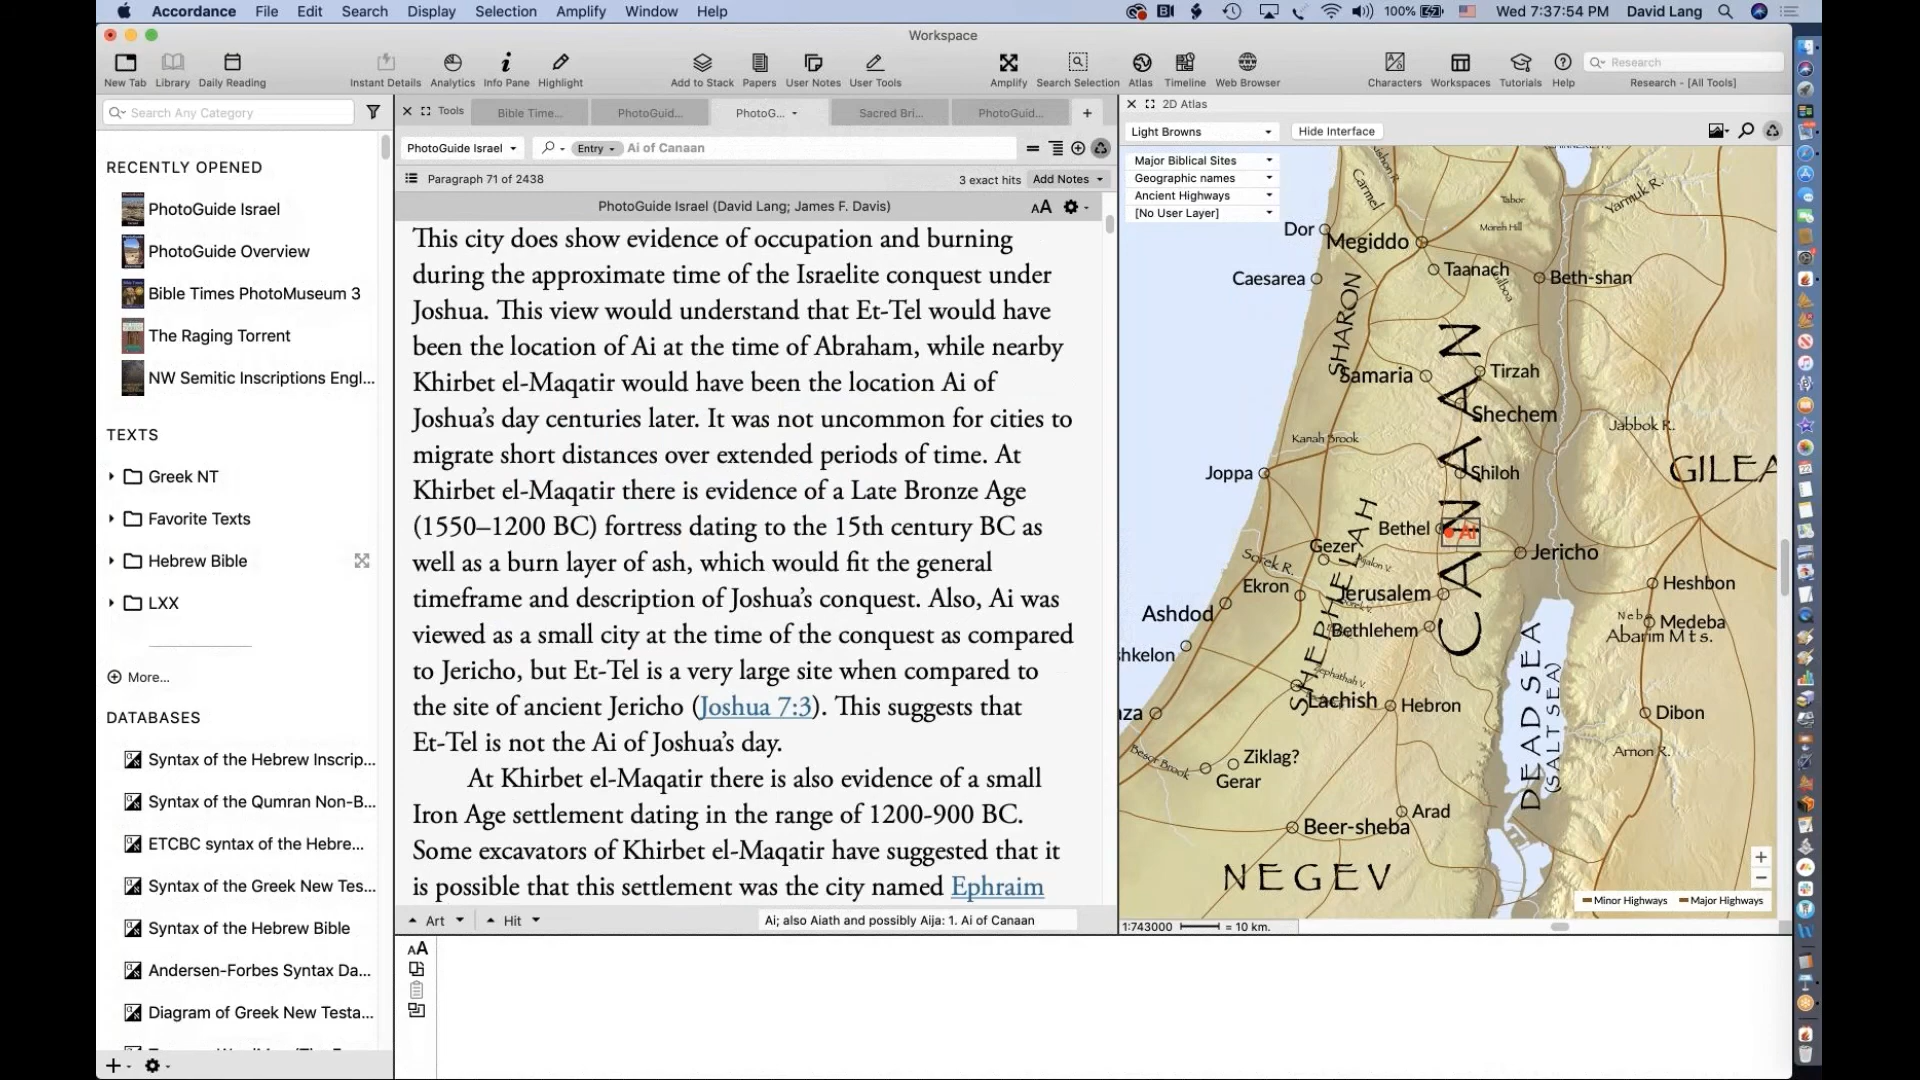 Accordance File Edit Search Display Selection Amplify Window Help
100% Wed 7:37:54 PM David Lang
Workspace
New Tab Library Daily Reading Instant Details Analytics Info Pane Highlight Add to Stack Papers User Notes User Tools Amplify Search Selection Atlas Timeline Web Browser Characters Workspaces Tutorials Help
Research
Research - [All Tools]
Search Any Category
RECENTLY OPENED
PhotoGuide Israel
PhotoGuide Overview
Bible Times PhotoMuseum 3
The Raging Torrent
NW Semitic Inscriptions Engl...
TEXTS
Greek NT
Favorite Texts
Hebrew Bible
LXX
More...
DATABASES
Syntax of the Hebrew Inscrip...
Syntax of the Qumran Non-B...
ETCBC syntax of the Hebre...
Syntax of the Greek New Tes...
Syntax of the Hebrew Bible
Andersen-Forbes Syntax Da...
Diagram of Greek New Testa...
Tools Bible Time... PhotoGuid... PhotoG... Sacred Bri... PhotoGuid... +
PhotoGuide Israel Entry Ai of Canaan
Paragraph 71 of 2438 3 exact hits Add Notes
PhotoGuide Israel (David Lang; James F. Davis)
This city does show evidence of occupation and burning
during the approximate time of the Israelite conquest under
Joshua. This view would understand that Et-Tel would have
been the location of Ai at the time of Abraham, while nearby
Khirbet el-Maqatir would have been the location Ai of
Joshua's day centuries later. It was not uncommon for cities to
migrate short distances over extended periods of time. At
Khirbet el-Maqatir there is evidence of a Late Bronze Age
(1550–1200 BC) fortress dating to the 15th century BC as
well as a burn layer of ash, which would fit the general
timeframe and description of Joshua's conquest. Also, Ai was
viewed as a small city at the time of the conquest as compared
to Jericho, but Et-Tel is a very large site when compared to
the site of ancient Jericho (Joshua 7:3). This suggests that
Et-Tel is not the Ai of Joshua's day.
At Khirbet el-Maqatir there is also evidence of a small
Iron Age settlement dating in the range of 1200-900 BC.
Some excavators of Khirbet el-Maqatir have suggested that it
is possible that this settlement was the city named Ephraim
Art Hit Ai; also Aiath and possibly Aija: 1. Ai of Canaan
AA
2D Atlas
Light Browns Hide Interface
Major Biblical Sites
Geographic names
Ancient Highways
[No User Layer]
Carmel
Tabor
Yarmuk R.
Dor
Megiddo
Moreh Hill
Taanach
Caesarea
Beth-shan
SHARON
Samaria
Tirzah
Shechem
Kanah Brook
Jabbok R.
Joppa
Shiloh
GILEA
CANAAN
Bethel
Ai
Gezer
Jericho
Sorek R.
Aijalon V.
Ekron
Jerusalem
Heshbon
Ashdod
Nebo
Medeba
Bethlehem
Abarim Mts.
SHEPHELAH
hkelon
Zephathah V.
Lachish
Hebron
DEAD SEA
(SALT SEA)
za
Dibon
Besor Brook
Ziklag?
Arnon R.
Gerar
Arad
Beer-sheba
NEGEV
+
−
Minor Highways Major Highways
1:743000 = 10 km.